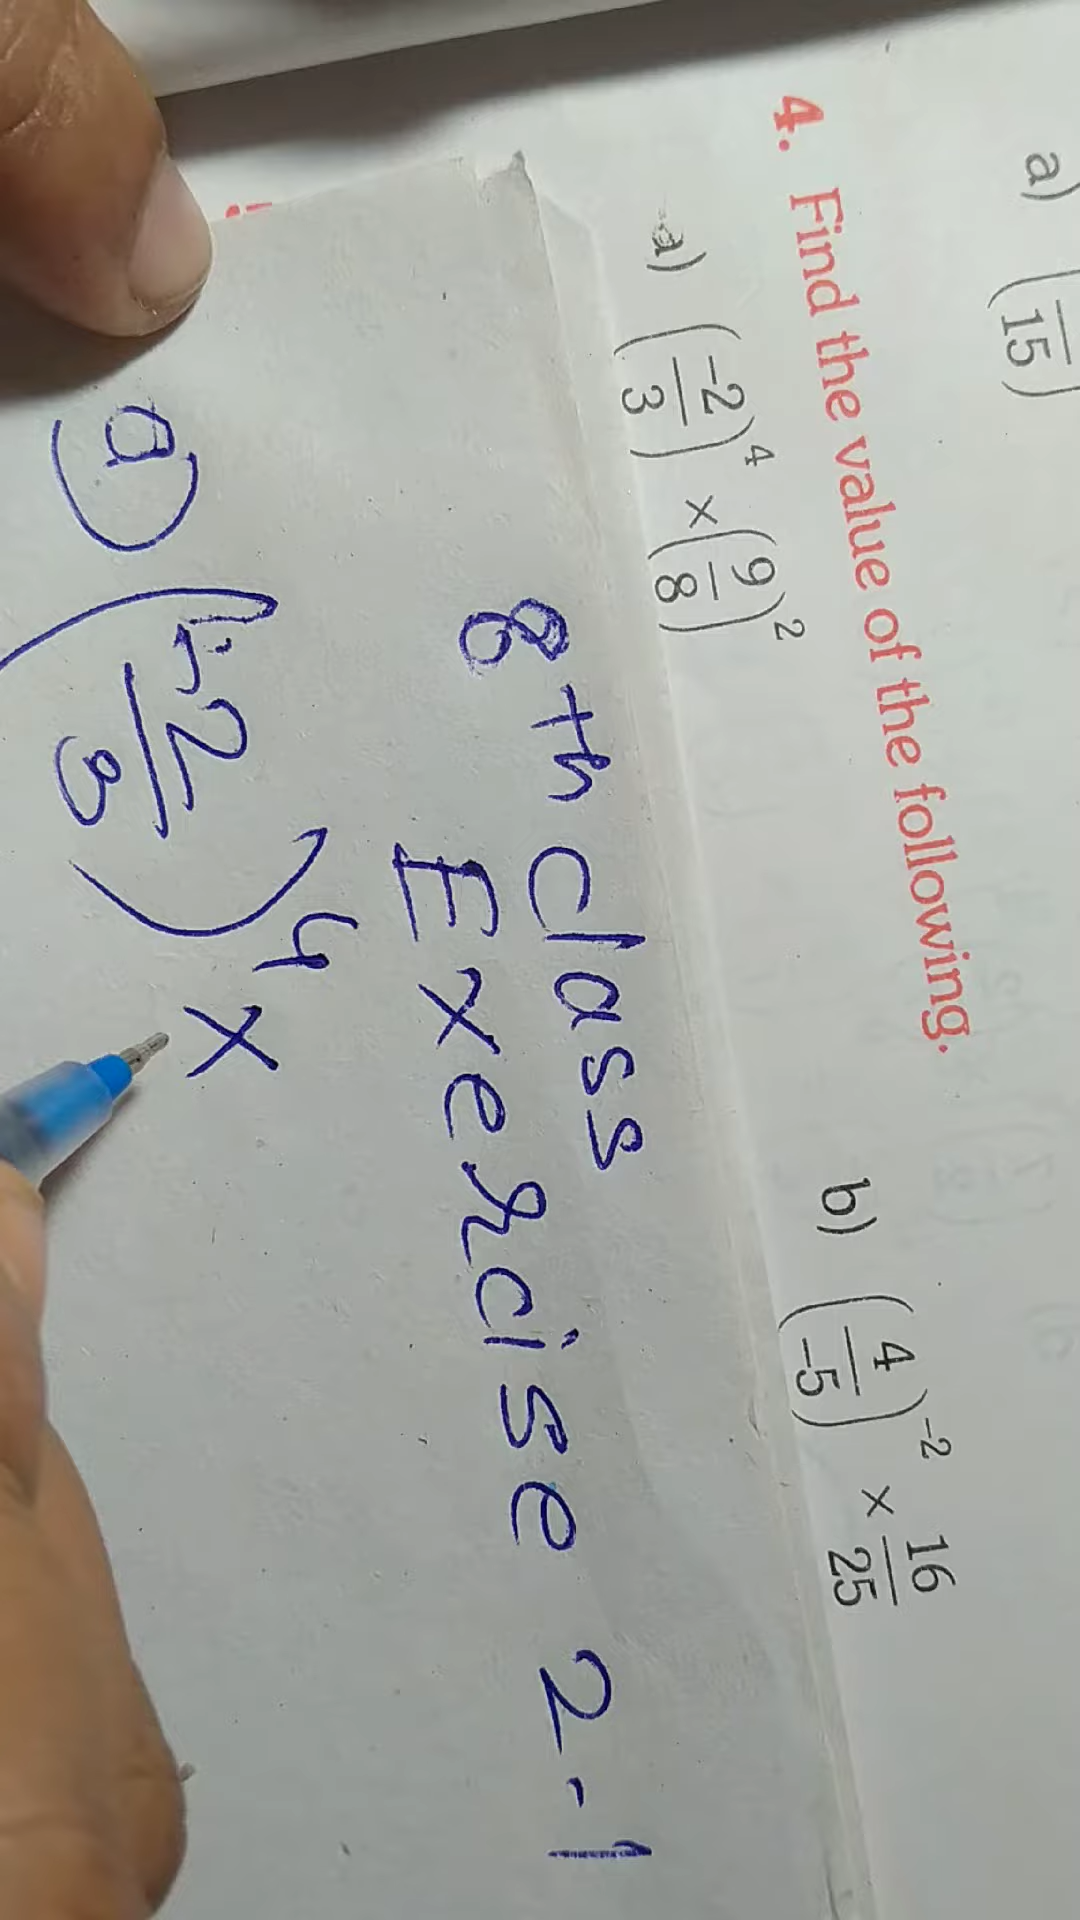 a) (―/15)
4. Find the value of the following.
a) (-2/3)⁴ × (9/8)²
b) (4/-5)⁻² × 16/25
8th class
Exercise 2.1
a) (-2/3)⁴ ×